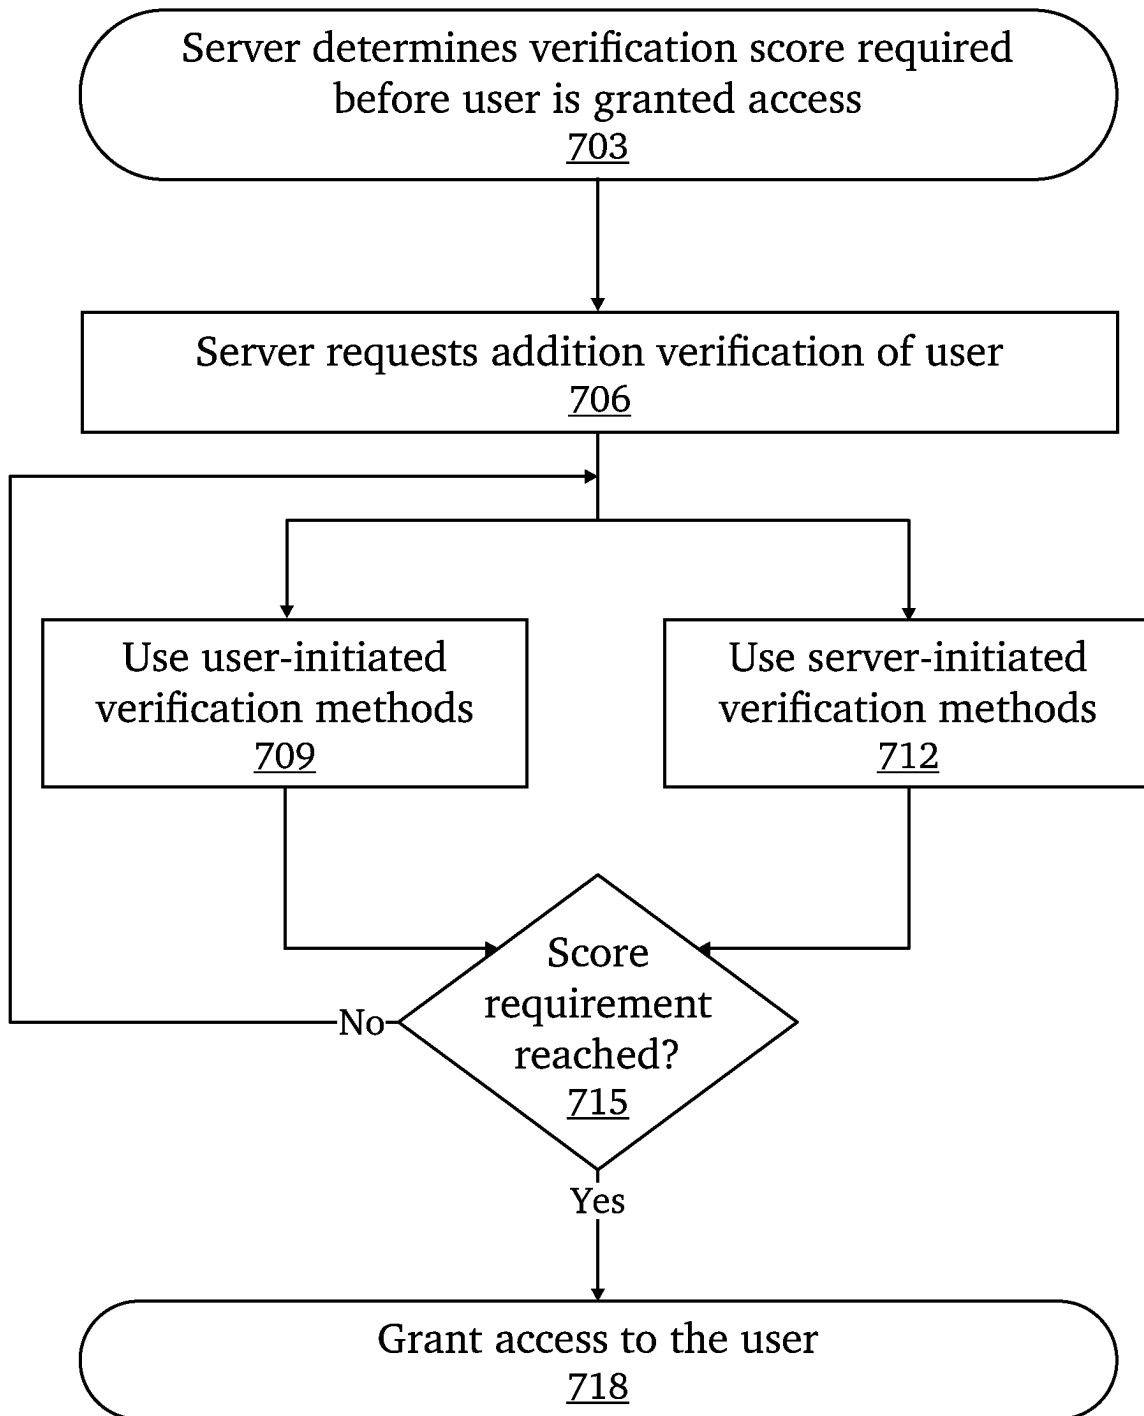 Server determines verification score required
before user is granted access
703
Server requests addition verification of user
706
Use user-initiated
verification methods
709
Use server-initiated
verification methods
712
Score
requirement
reached?
715
No
Yes
Grant access to the user
718